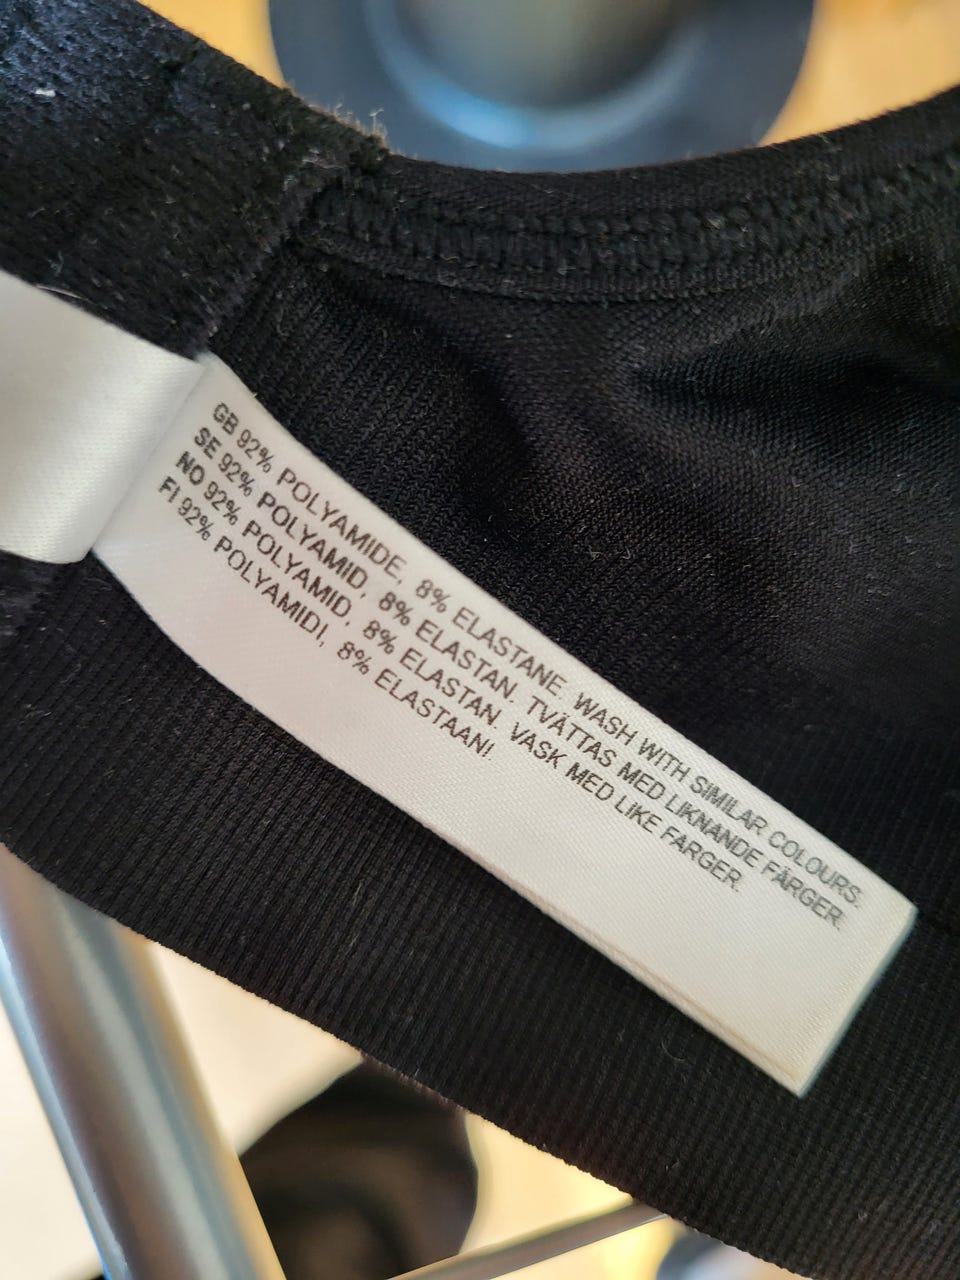 GB 92% POLYAMIDE, 8% ELASTANE. WASH WITH SIMILAR COLOURS.
SE 92% POLYAMID, 8% ELASTAN. TVÄTTAS MED LIKNANDE FÄRGER.
NO 92% POLYAMID, 8% ELASTAN. VASK MED LIKE FARGER.
FI 92% POLYAMIDI, 8% ELASTAANI.